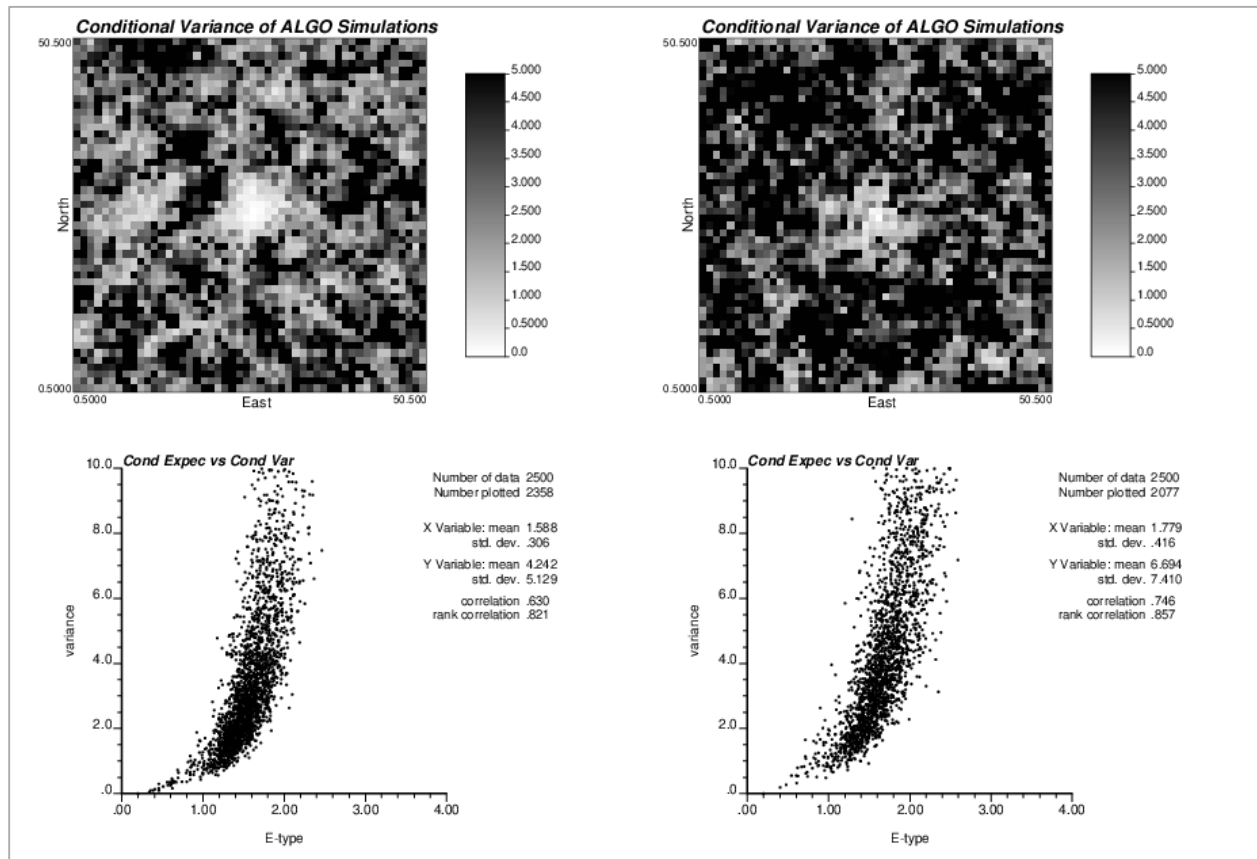 Conditional Variance of ALGO Simulations
50.500
North
0.5000
0.5000
East
50.500
5.000
4.500
4.000
3.500
3.000
2.500
2.000
1.500
1.000
0.5000
0.0
Conditional Variance of ALGO Simulations
50.500
North
0.5000
0.5000
East
50.500
5.000
4.500
4.000
3.500
3.000
2.500
2.000
1.500
1.000
0.5000
0.0
Cond Expec vs Cond Var
variance
10.0
8.0
6.0
4.0
2.0
.0
.00
1.00
2.00
3.00
4.00
E-type
Number of data 2500
Number plotted 2358
X Variable: mean 1.588
std. dev. .306
Y Variable: mean 4.242
std. dev. 5.129
correlation .630
rank correlation .821
Cond Expec vs Cond Var
variance
10.0
8.0
6.0
4.0
2.0
.0
.00
1.00
2.00
3.00
4.00
E-type
Number of data 2500
Number plotted 2077
X Variable: mean 1.779
std. dev. .416
Y Variable: mean 6.694
std. dev. 7.410
correlation .746
rank correlation .857